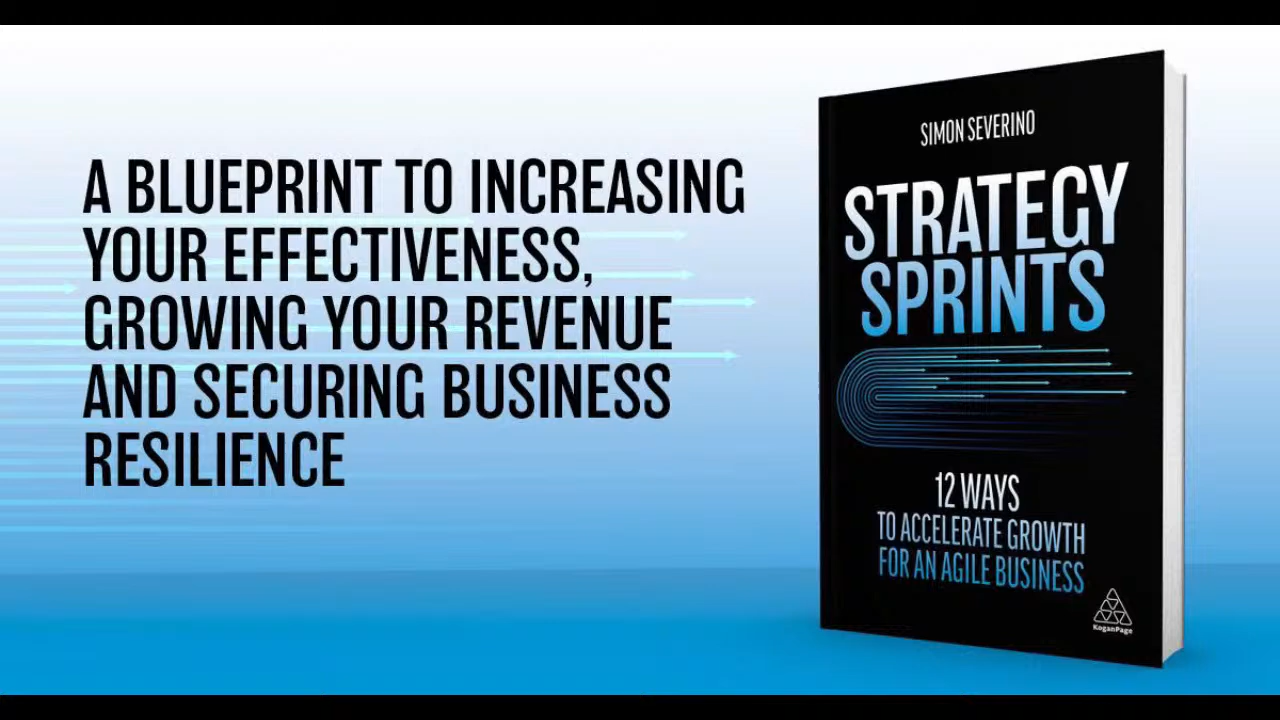 A BLUEPRINT TO INCREASING
YOUR EFFECTIVENESS,
GROWING YOUR REVENUE
AND SECURING BUSINESS
RESILIENCE
SIMON SEVERINO
STRATEGY
SPRINTS
12 WAYS
TO ACCELERATE GROWTH
FOR AN AGILE BUSINESS
KoganPage